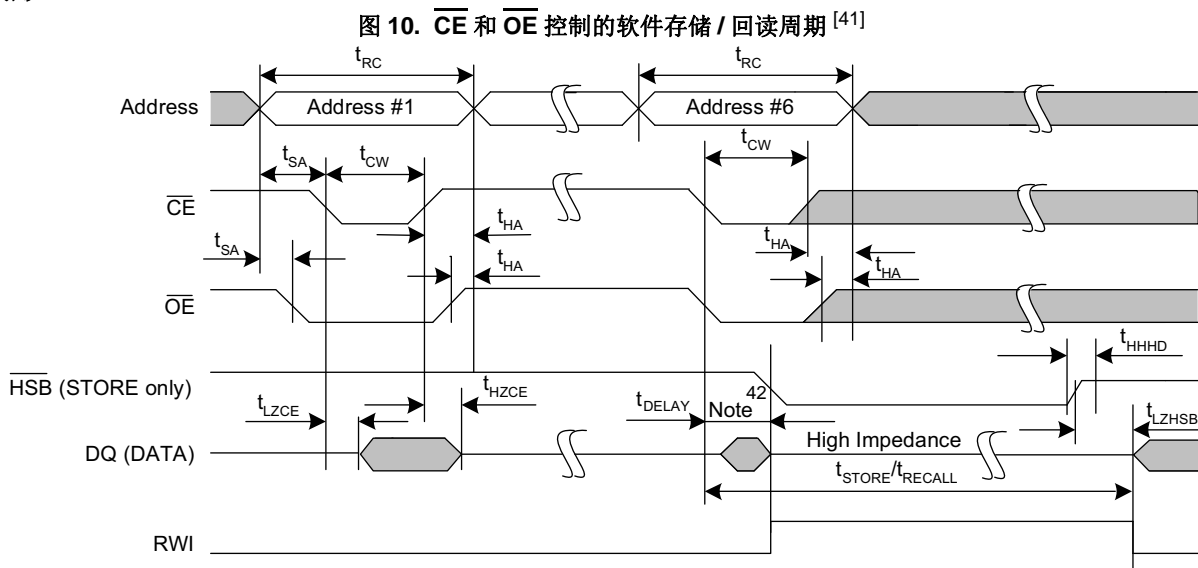 图 10. CE 和 OE 控制的软件存储 / 回读周期 [41]
tRC
tRC
Address
Address #1
Address #6
tSA
tCW
tCW
CE
tHA
tHA
tSA
tHA
tHA
OE
tHHHD
HSB (STORE only)
tHZCE
42
tLZCE
tDELAY
Note
tLZHSB
High Impedance
DQ (DATA)
tSTORE/tRECALL
RWI